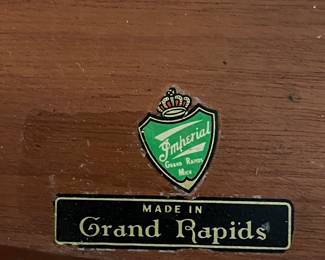 Imperial
Grand Rapids
Mich
MADE IN
Grand Rapids